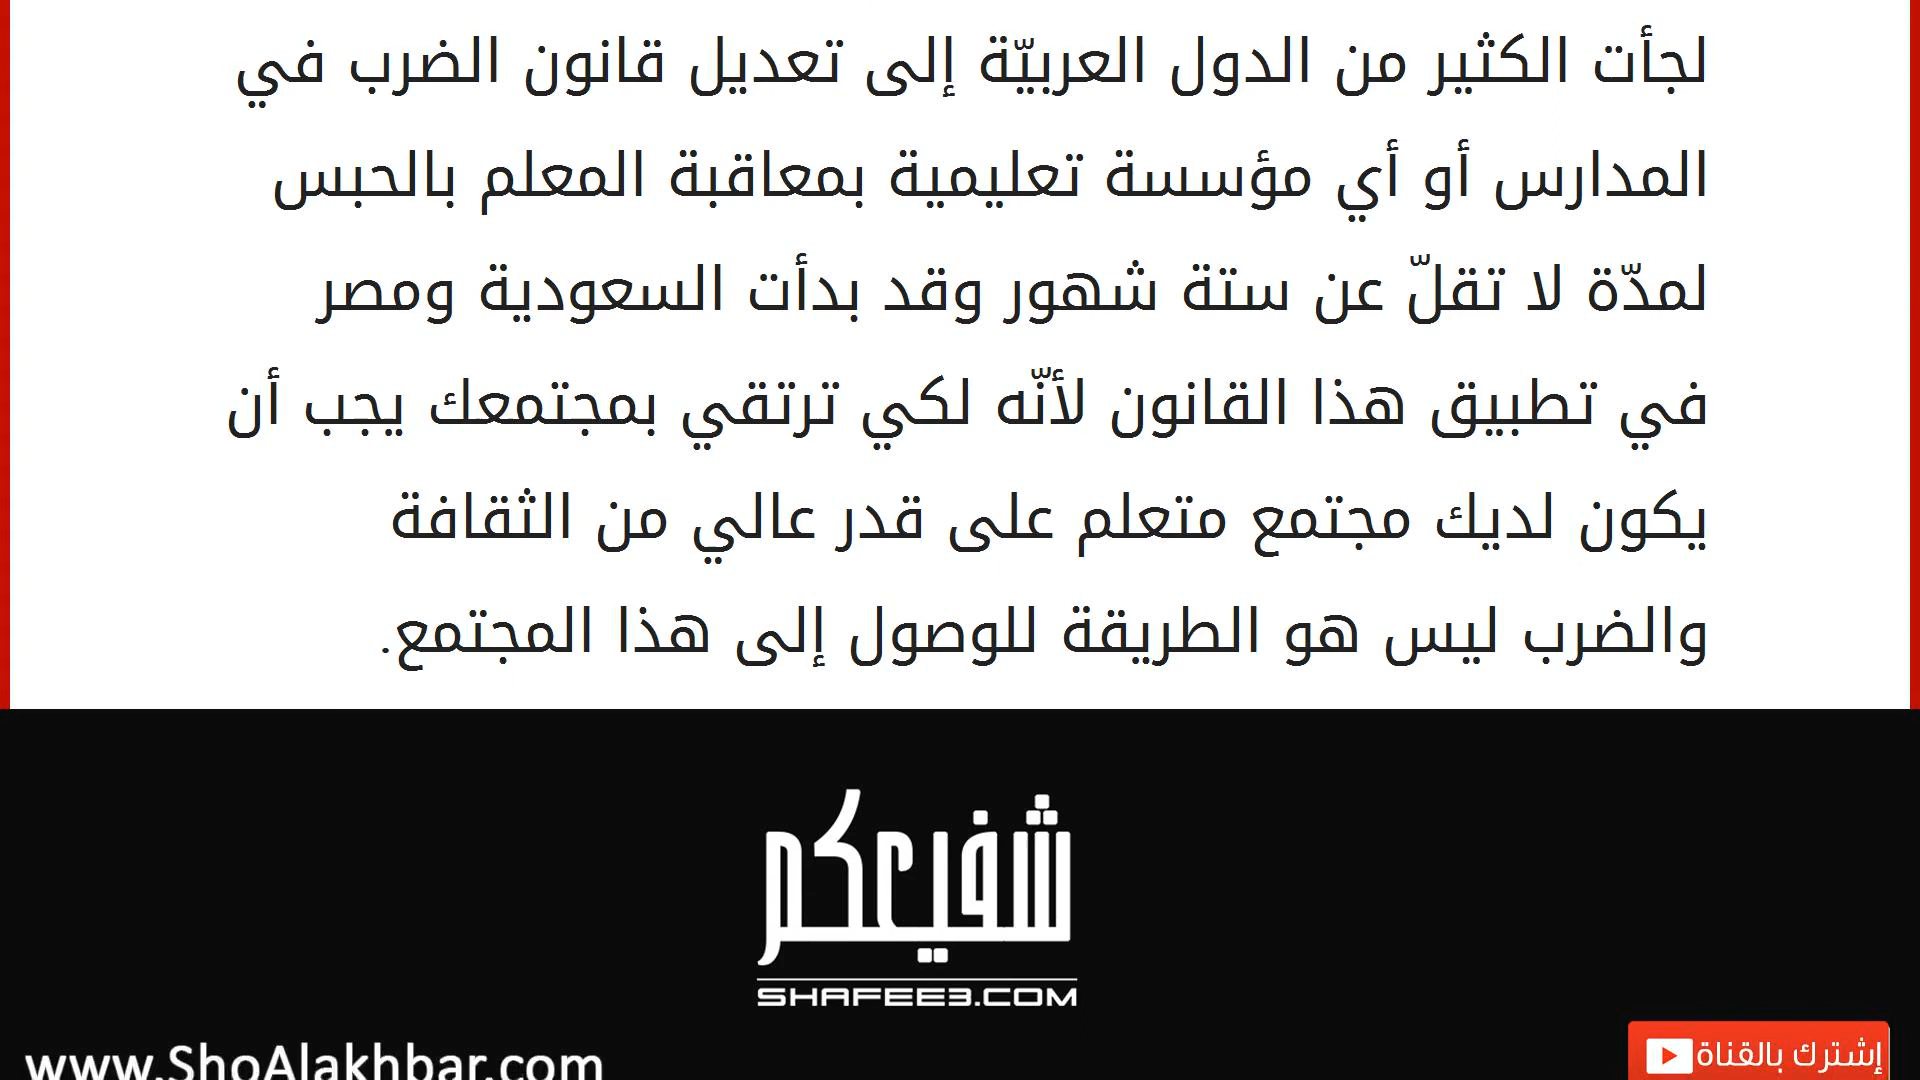 لجأت الكثير من الدول العربيّة إلى تعديل قانون الضرب في
المدارس أو أي مؤسسة تعليمية بمعاقبة المعلم بالحبس
لمدّة لا تقلّ عن ستة شهور وقد بدأت السعودية ومصر
في تطبيق هذا القانون لأنّه لكي ترتقي بمجتمعك يجب أن
يكون لديك مجتمع متعلم على قدر عالي من الثقافة
والضرب ليس هو الطريقة للوصول إلى هذا المجتمع.
شفيعكم
SHAFEE3.COM
www.ShoAlakhbar.com
إشترك بالقناة